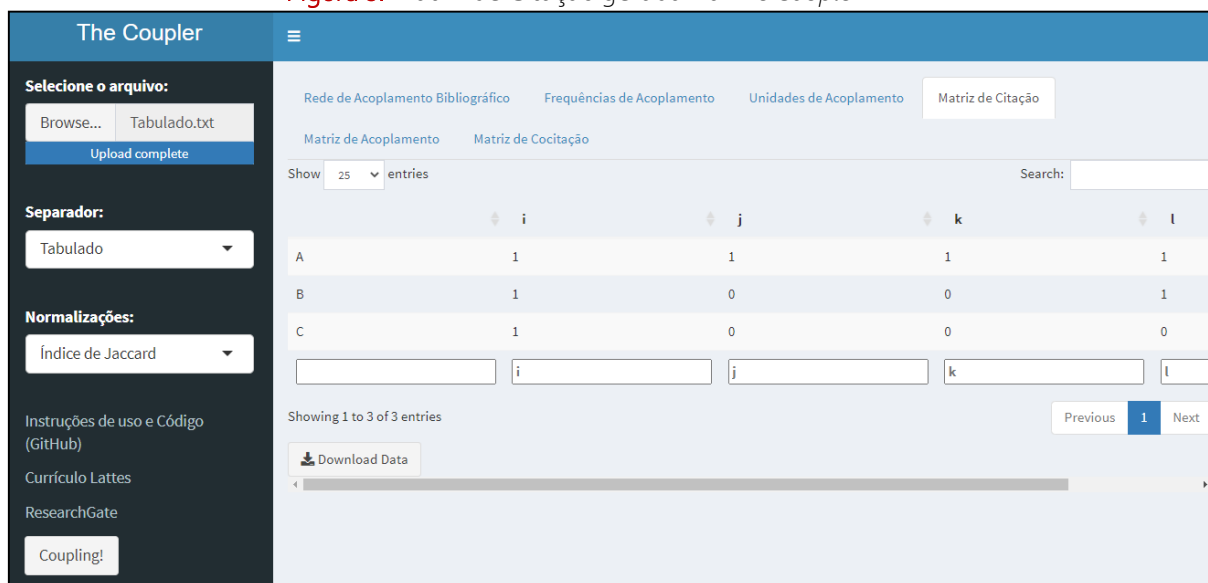 The Coupler
Selecione o arquivo:
Browse... Tabulado.txt
Upload complete
Separador:
Tabulado
Normalizações:
Índice de Jaccard
Instruções de uso e Código
(GitHub)
Currículo Lattes
ResearchGate
Coupling!
Rede de Acoplamento Bibliográfico Frequências de Acoplamento Unidades de Acoplamento Matriz de Citação
Matriz de Acoplamento Matriz de Cocitação
Show 25 entries Search:
i j k l
A 1 1 1 1
B 1 0 0 1
C 1 0 0 0
i j k l
Showing 1 to 3 of 3 entries Previous 1 Next
Download Data